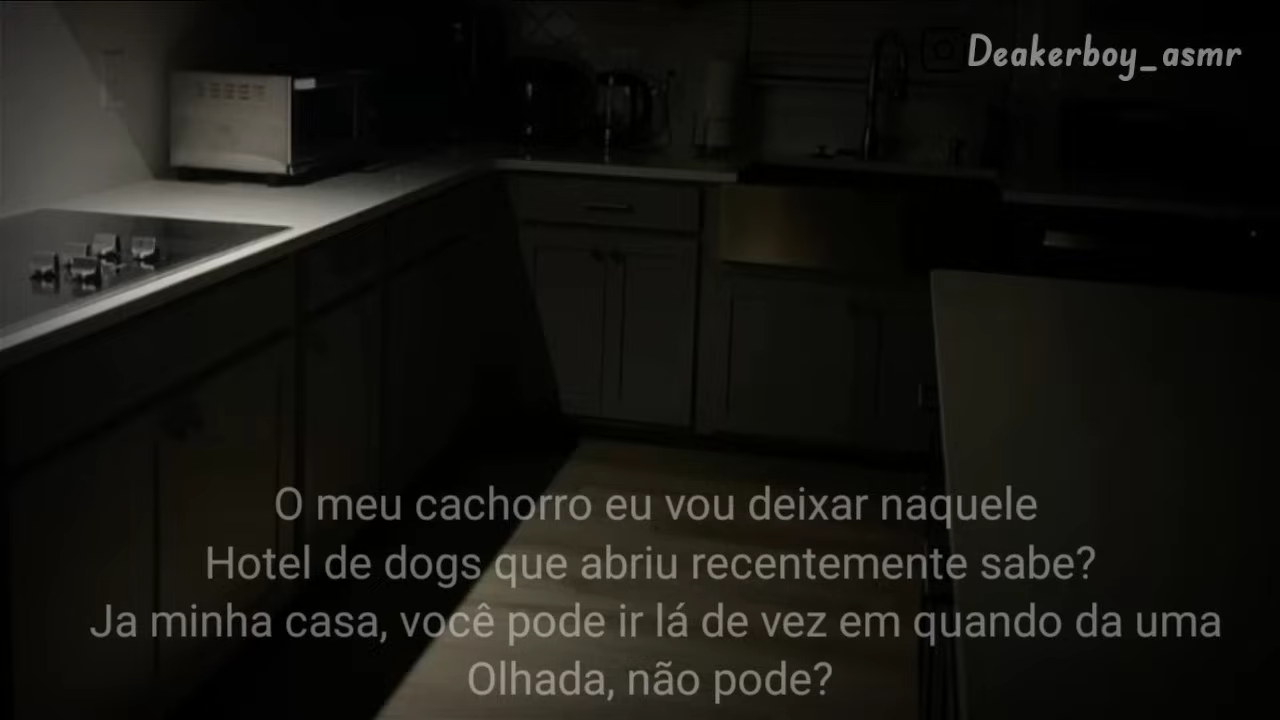 Deakerboy_asmr
O meu cachorro eu vou deixar naquele
Hotel de dogs que abriu recentemente sabe?
Ja minha casa, você pode ir lá de vez em quando da uma
Olhada, não pode?